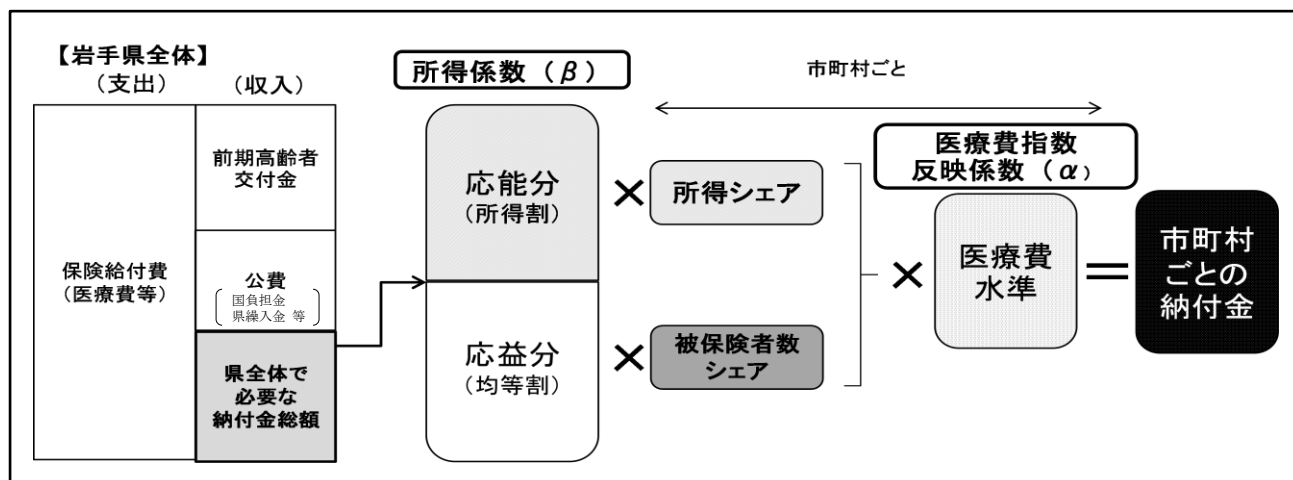 【岩手県全体】
（支出）
（収入）
保険給付費
（医療費等）
前期高齢者
交付金
公費
国負担金
県繰入金 等
県全体で
必要な
納付金総額
所得係数（β）
応能分
（所得割）
応益分
（均等割）
市町村ごと
×
所得シェア
×
被保険者数
シェア
医療費指数
反映係数（α）
×
医療費
水準
＝
市町村
ごとの
納付金